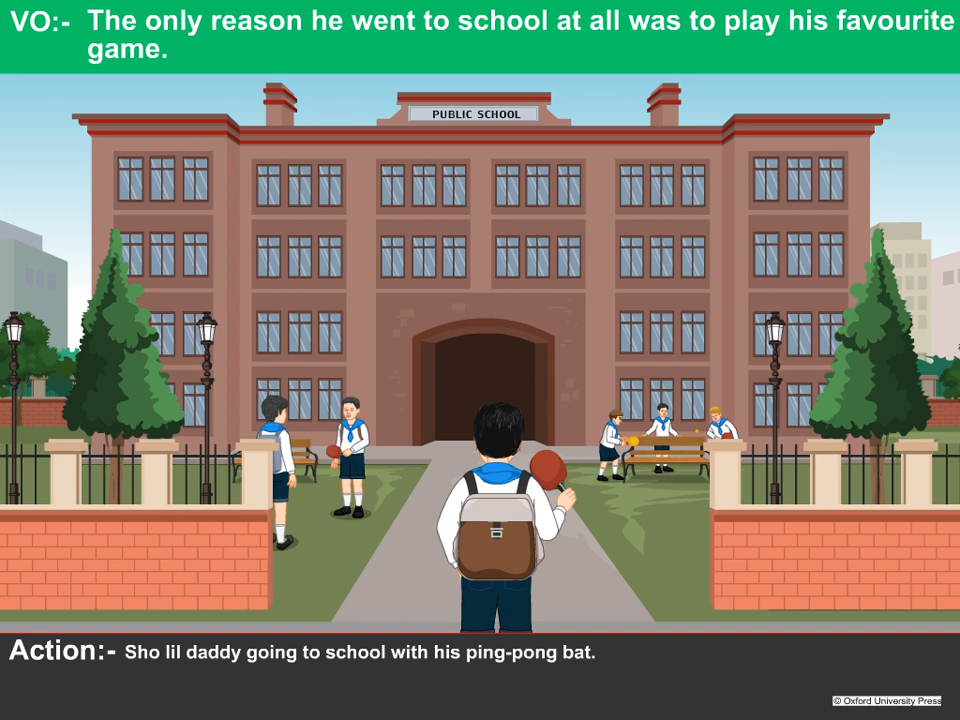 VO:- The only reason he went to school at all was to play his favourite
game.
PUBLIC SCHOOL
Action:- Sho lil daddy going to school with his ping-pong bat.
© Oxford University Press